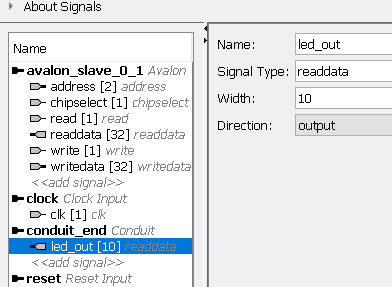 About Signals
Name
avalon_slave_0_1 Avalon
address [2] address
chipselect [1] chipselect
read [1] read
readdata [32] readdata
write [1] write
writedata [32] writedata
<<add signal>>
clock Clock Input
clk [1] clk
conduit_end Conduit
led_out [10] readdata
<<add signal>>
reset Reset Input
Name: led_out
Signal Type: readdata
Width: 10
Direction: output